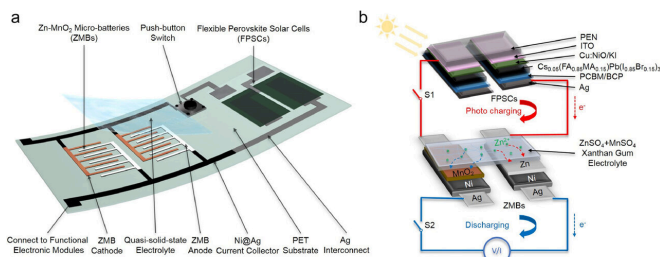 a
Zn-MnO2 Micro-batteries
(ZMBs)
Push-button
Switch
Flexible Perovskite Solar Cells
(FPSCs)
Connect to Functional
Electronic Modules
ZMB
Cathode
Quasi-solid-state
Electrolyte
ZMB
Anode
Ni@Ag
Current Collector
PET
Substrate
Ag
Interconnect
b
PEN
ITO
Cu:NiO/KI
Cs0.05(FA0.85MA0.15)Pb(I0.85Br0.15)3
PCBM/BCP
Ag
FPSCs
S1
Photo charging
e-
ZnSO4+MnSO4
Xanthan Gum
Electrolyte
Zn2+
MnO2
Zn
Ni
Ni
Ag
Ag
ZMBs
S2
Discharging
e-
V/I